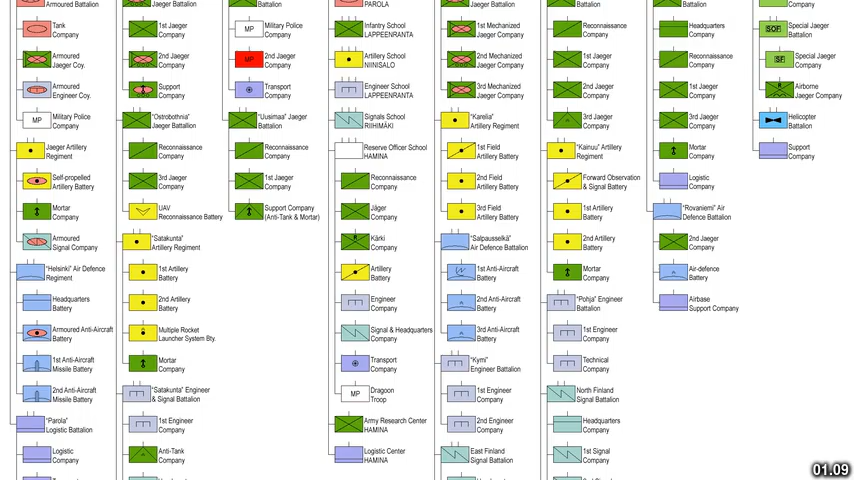 Armoured Battalion
Tank
Company
Armoured
Jaeger Coy.
Armoured
Engineer Coy.
MP
Military Police
Company
Jaeger Artillery
Regiment
Self-propelled
Artillery Battery
Mortar
Company
Armoured
Signal Company
"Helsinki" Air Defence
Regiment
Headquarters
Battery
Armoured Anti-Aircraft
Battery
1st Anti-Aircraft
Missile Battery
2nd Anti-Aircraft
Missile Battery
"Parola"
Logistic Battalion
Logistic
Company
Jaeger Battalion
1st Jaeger
Company
2nd Jaeger
Company
Support
Company
"Ostrobothnia"
Jaeger Battallion
Reconnaissance
Company
3rd Jaeger
Company
UAV
Reconnaissance Battery
"Satakunta"
Artillery Regiment
1st Artillery
Battery
2nd Artillery
Battery
Multiple Rocket
Launcher System Bty.
Mortar
Company
"Satakunta" Engineer
& Signal Battalion
1st Engineer
Company
Anti-Tank
Company
Battalion
MP
Military Police
Company
MP
2nd Jaeger
Company
Transport
Company
"Uusimaa" Jaeger
Battalion
Reconnaissance
Company
1st Jaeger
Company
Support Company
(Anti-Tank & Mortar)
PAROLA
Infantry School
LAPPEENRANTA
Artillery School
NIINISALO
Engineer School
LAPPEENRANTA
Signals School
RIIHIMÄKI
Reserve Officer School
HAMINA
Reconnaissance
Company
Jäger
Company
Kärki
Company
Artillery
Battery
Engineer
Company
Signal & Headquarters
Company
Transport
Company
MP
Dragoon
Troop
Army Research Center
HAMINA
Logistic Center
HAMINA
Jaeger Battalion
1st Mechanized
Jaeger Company
2nd Mechanized
Jaeger Company
3rd Mechanized
Jaeger Company
"Karelia"
Artillery Regiment
1st Field
Artillery Battery
2nd Field
Artillery Battery
3rd Field
Artillery Battery
"Salpausselkä"
Air Defence Battalion
1st Anti-Aircraft
Battery
2nd Anti-Aircraft
Battery
3rd Anti-Aircraft
Battery
"Kymi"
Engineer Battalion
1st Engineer
Company
2nd Engineer
Company
East Finland
Signal Battalion
Battalion
Reconnaissance
Company
1st Jaeger
Company
2nd Jaeger
Company
3rd Jaeger
Company
"Kainuu" Artillery
Regiment
Forward Observation
& Signal Battery
1st Artillery
Battery
2nd Artillery
Battery
Mortar
Company
"Pohja" Engineer
Battalion
1st Engineer
Company
Technical
Company
North Finland
Signal Battalion
Headquarters
Company
1st Signal
Company
Battalion
Headquarters
Company
Reconnaissance
Company
1st Jaeger
Company
3rd Jaeger
Company
Mortar
Company
Logistic
Company
"Rovaniemi" Air
Defence Battalion
2nd Jaeger
Company
Air-defence
Battery
Airbase
Support Company
Company
SOF
Special Jaeger
Battalion
SF
Special Jaeger
Company
Airborne
Jaeger Company
Helicopter
Battalion
Support
Company
01.09